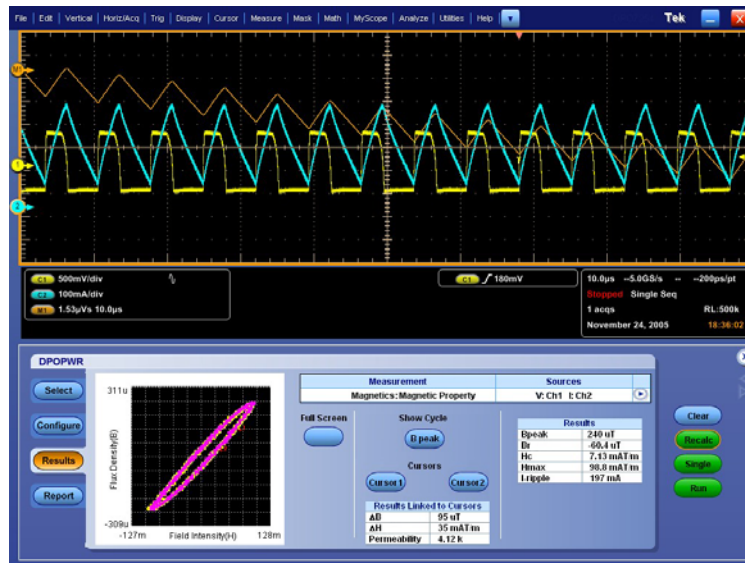 File | Edit | Vertical | Horiz/Acq | Trig | Display | Cursor | Measure | Mask | Math | MyScope | Analyze | Utilities | Help
Tek
X
M1
1
2
C1 500mV/div
C2 100mA/div
M1 1.53µVs 10.0µs
C1 180mV
10.0µs --5.0GS/s -- --200ps/pt
Stopped Single Seq
1 acqs RL:500k
November 24, 2005 18:36:02
DPOPWR
Select
Configure
Results
Report
311u
Flux Density(B)
-309u
-127m Field Intensity(H) 128m
Measurement Sources
Magnetics:Magnetic Property V: Ch1 I: Ch2
Full Screen
Show Cycle
B peak
Cursors
Cursor1 Cursor2
Results Linked to Cursors
ΔB 95 uT
ΔH 35 mAT/m
Permeability 4.12 k
Results
Bpeak 240 uT
Br -60.4 uT
Hc 7.13 mAT/m
Hmax 98.8 mAT/m
I-ripple 197 mA
Clear
Recalc
Single
Run